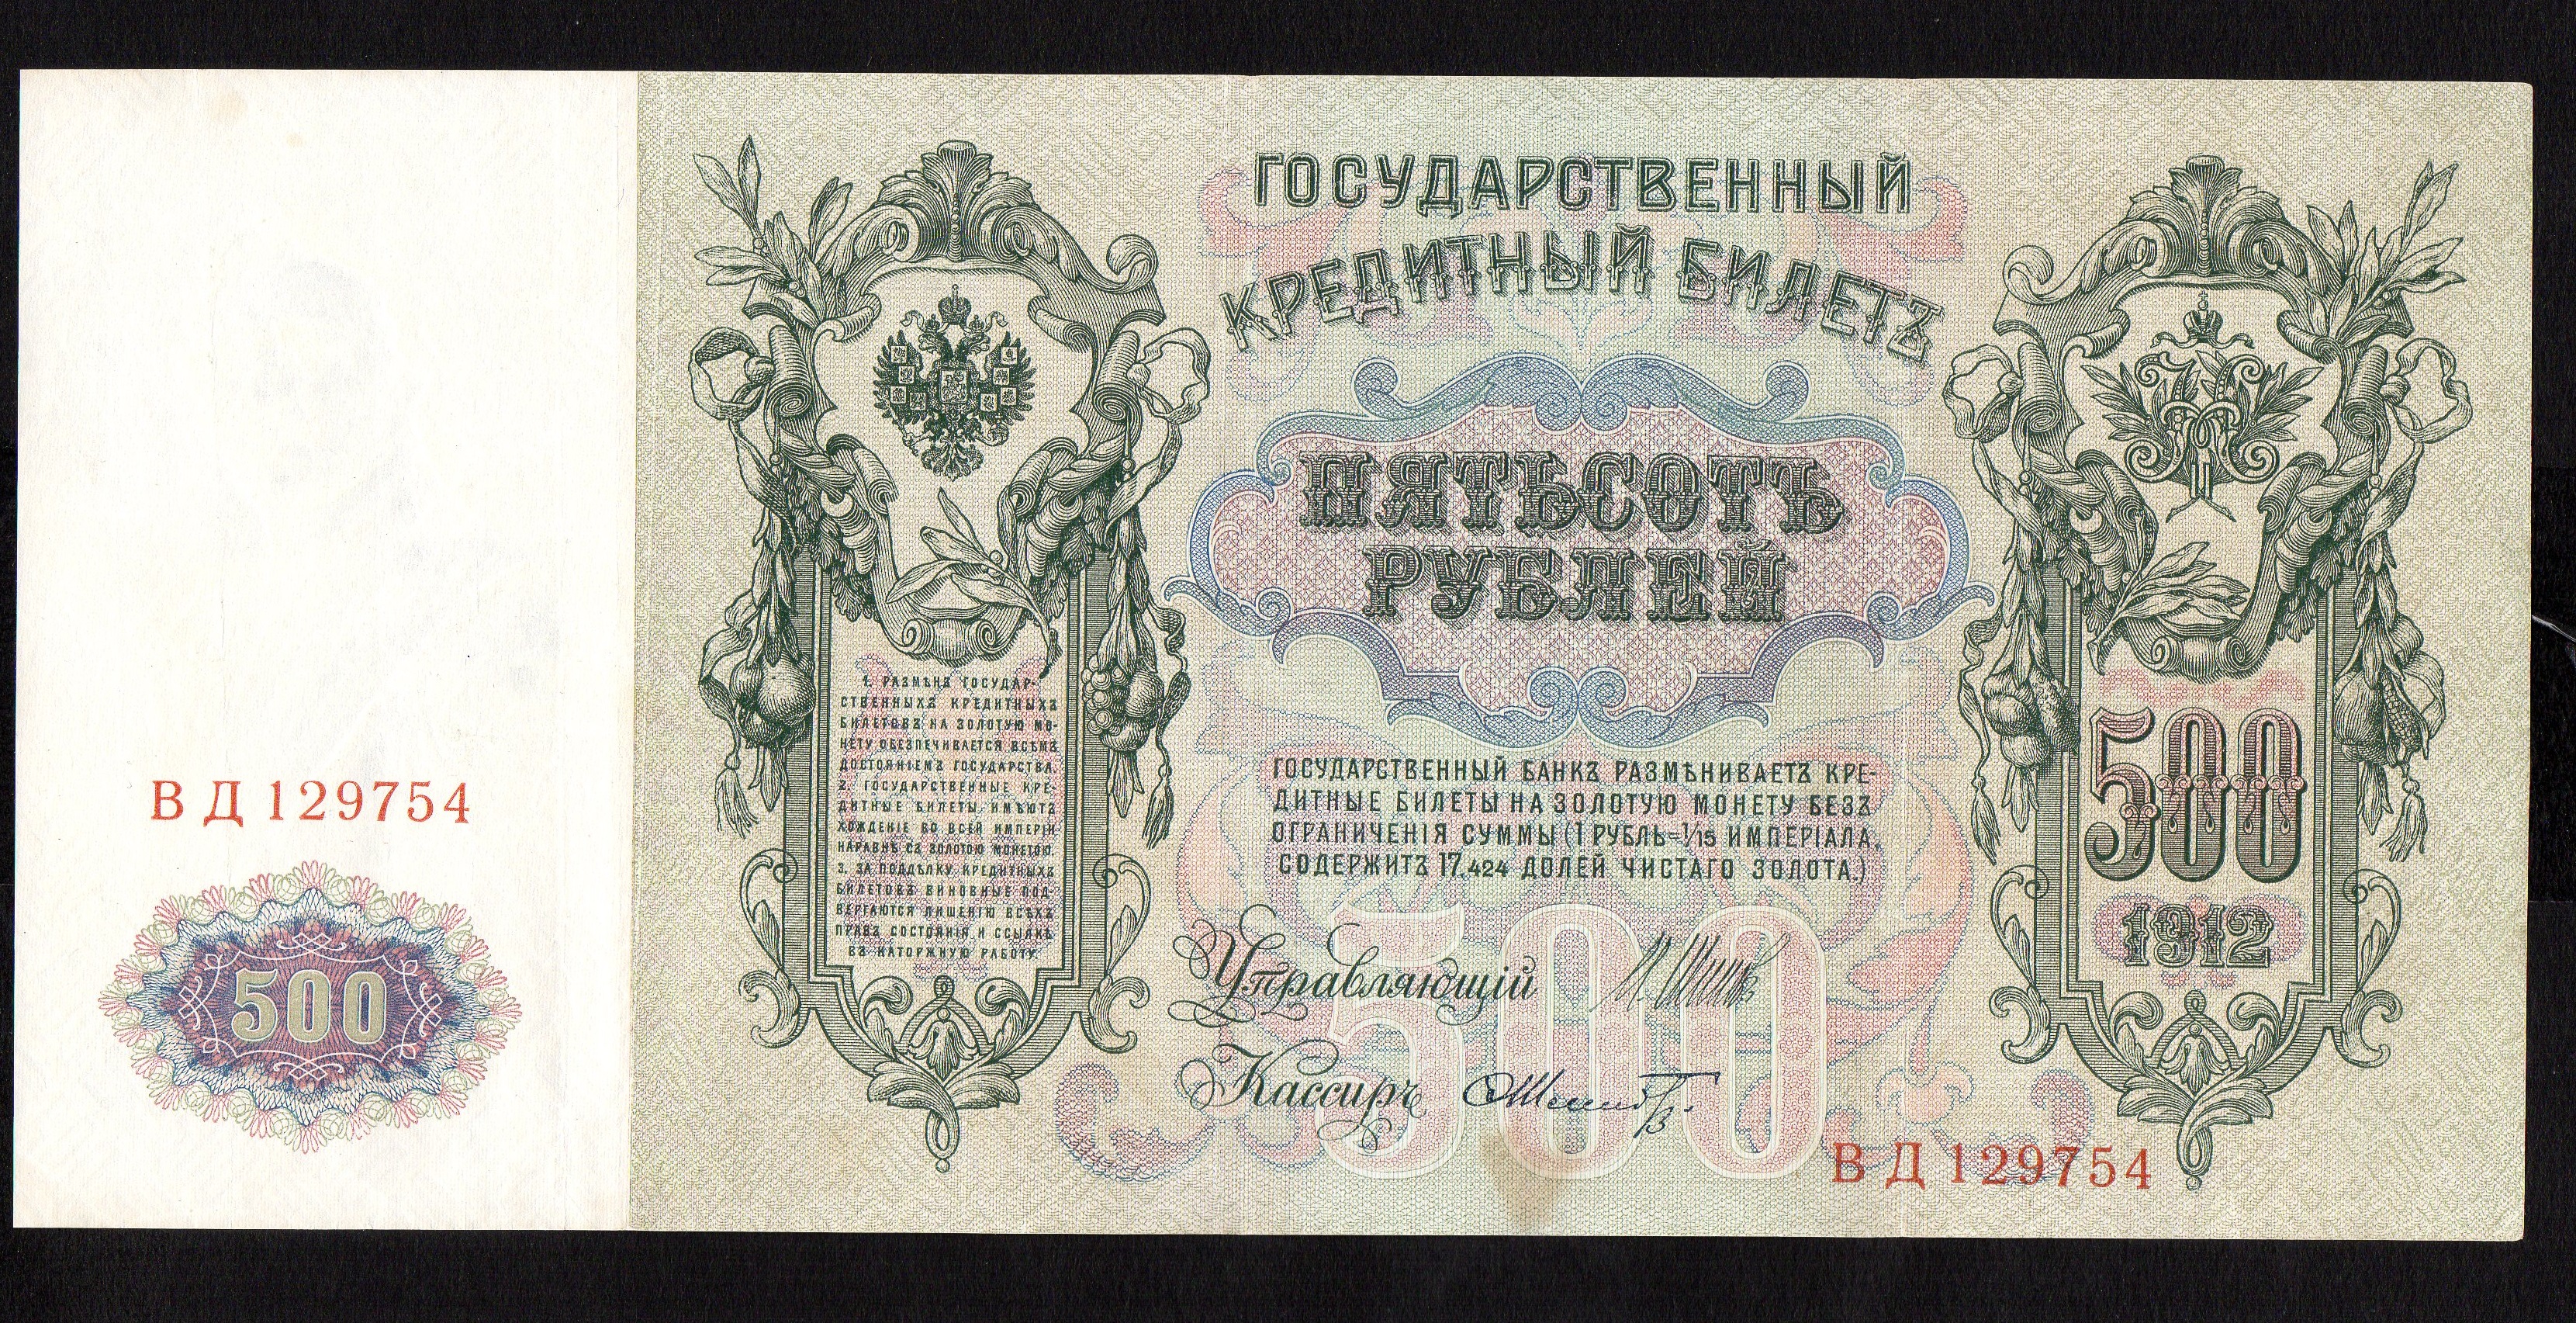 ГОСУДАРСТВЕННЫЙ
КРЕДИТНЫЙ БИЛЕТЪ
ПЯТЬСОТЪ
РУБЛЕЙ
1. РАЗМѢНЪ ГОСУДАР-
СТВЕННЫХЪ КРЕДИТНЫХЪ
БИЛЕТОВЪ НА ЗОЛОТУЮ МО-
НЕТУ ОБЕЗПЕЧИВАЕТСЯ ВСѢМЪ
ДОСТОЯНІЕМЪ ГОСУДАРСТВА.
2. ГОСУДАРСТВЕННЫЕ КРЕ-
ДИТНЫЕ БИЛЕТЫ ИМѢЮТЪ
ХОЖДЕНІЕ ВО ВСЕЙ ИМПЕРІИ
НАРАВНѢ СЪ ЗОЛОТОЮ МОНЕТОЮ.
3. ЗА ПОДДѢЛКУ КРЕДИТНЫХЪ
БИЛЕТОВЪ ВИНОВНЫЕ ПОД-
ВЕРГАЮТСЯ ЛИШЕНІЮ ВСѢХЪ
ПРАВЪ СОСТОЯНІЯ И ССЫЛКѢ
ВЪ КАТОРЖНУЮ РАБОТУ.
ГОСУДАРСТВЕННЫЙ БАНКЪ РАЗМѢНИВАЕТЪ КРЕ-
ДИТНЫЕ БИЛЕТЫ НА ЗОЛОТУЮ МОНЕТУ БЕЗЪ
ОГРАНИЧЕНІЯ СУММЫ (1 РУБЛЬ=1/15 ИМПЕРІАЛА,
СОДЕРЖИТЪ 17,424 ДОЛЕЙ ЧИСТАГО ЗОЛОТА.)
500
1912
ВД 129754
500
Управляющій И. Шиповъ
Кассиръ
500
ВД 129754